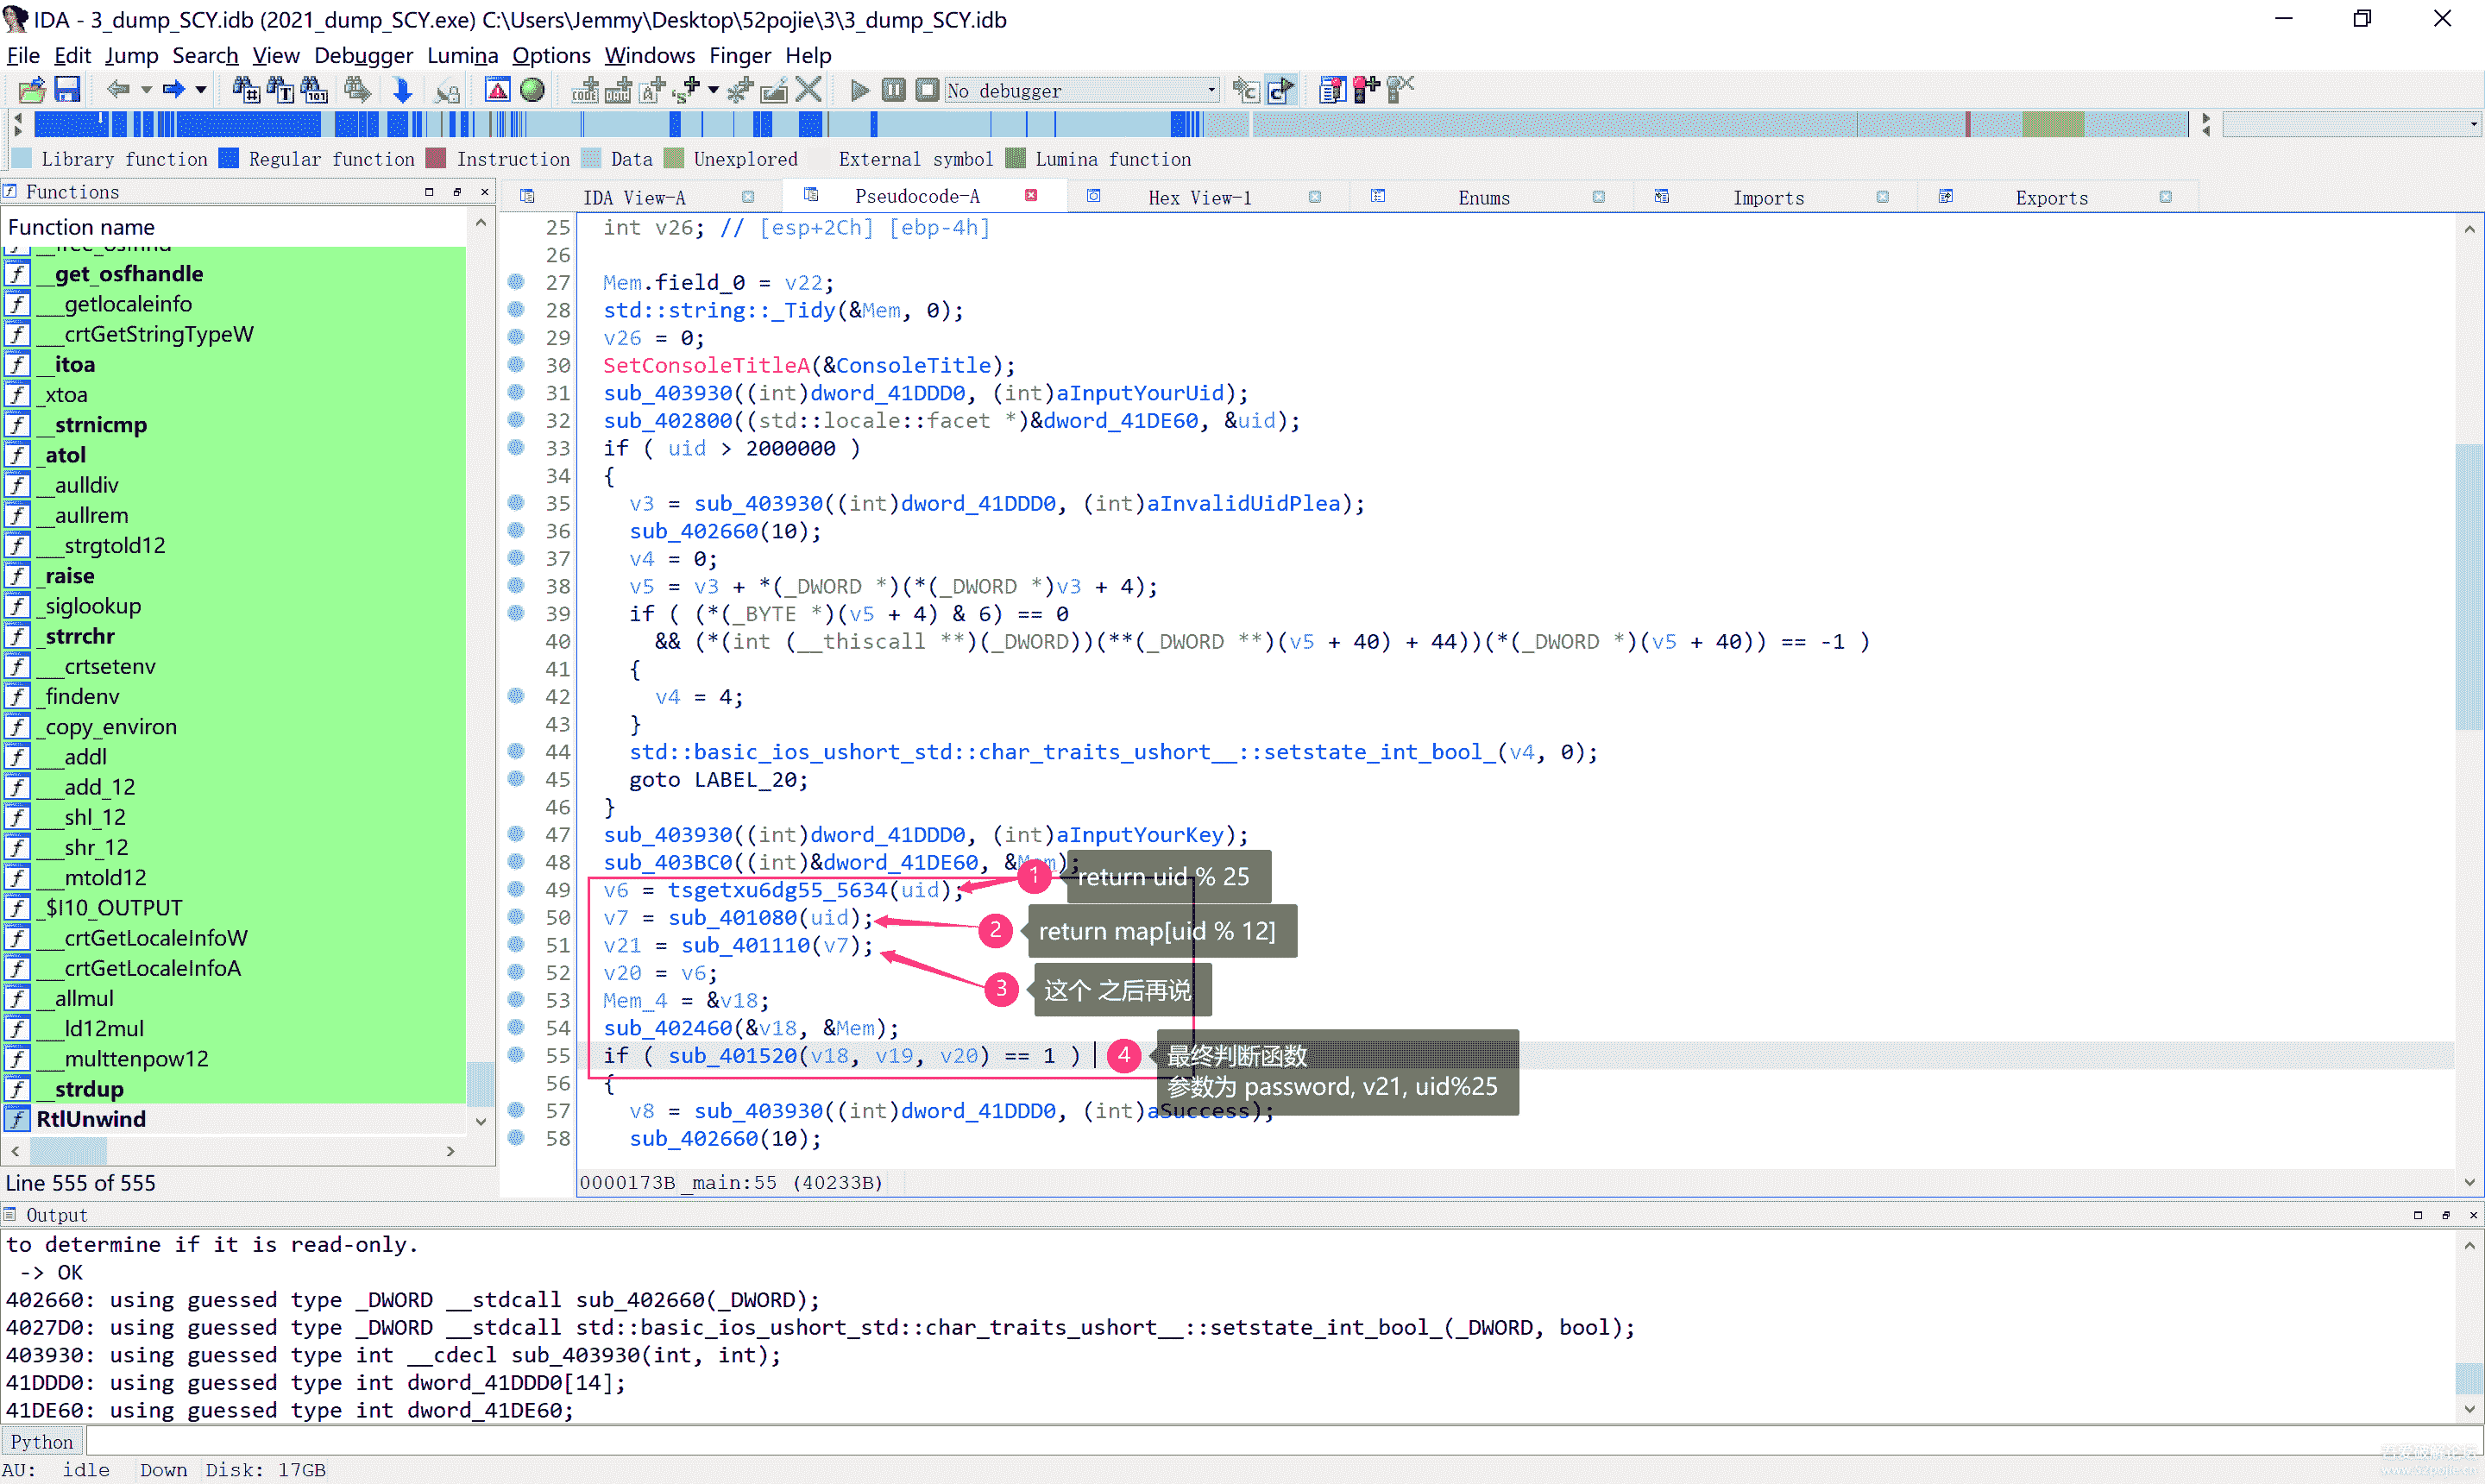 IDA - 3_dump_SCY.idb (2021_dump_SCY.exe) C:\Users\Jemmy\Desktop\52pojie\3\3_dump_SCY.idb
File Edit Jump Search View Debugger Lumina Options Windows Finger Help
No debugger
Library function Regular function Instruction Data Unexplored External symbol Lumina function
Functions
Function name
__get_osfhandle
___getlocaleinfo
___crtGetStringTypeW
__itoa
_xtoa
__strnicmp
_atol
__aulldiv
__aullrem
___strgtold12
_raise
_siglookup
_strrchr
___crtsetenv
_findenv
_copy_environ
___addl
___add_12
___shl_12
___shr_12
___mtold12
_$I10_OUTPUT
___crtGetLocaleInfoW
___crtGetLocaleInfoA
__allmul
___ld12mul
___multtenpow12
__strdup
RtlUnwind
Line 555 of 555
IDA View-A Pseudocode-A Hex View-1 Enums Imports Exports
25 int v26; // [esp+2Ch] [ebp-4h]
26
27 Mem.field_0 = v22;
28 std::string::_Tidy(&Mem, 0);
29 v26 = 0;
30 SetConsoleTitleA(&ConsoleTitle);
31 sub_403930((int)dword_41DDD0, (int)aInputYourUid);
32 sub_402800((std::locale::facet *)&dword_41DE60, &uid);
33 if ( uid > 2000000 )
34 {
35 v3 = sub_403930((int)dword_41DDD0, (int)aInvalidUidPlea);
36 sub_402660(10);
37 v4 = 0;
38 v5 = v3 + *(_DWORD *)(*(_DWORD *)v3 + 4);
39 if ( (*(_BYTE *)(v5 + 4) & 6) == 0
40 && (*(int (__thiscall **)(_DWORD))(**(_DWORD **)(v5 + 40) + 44))(*(_DWORD *)(v5 + 40)) == -1 )
41 {
42 v4 = 4;
43 }
44 std::basic_ios_ushort_std::char_traits_ushort__::setstate_int_bool_(v4, 0);
45 goto LABEL_20;
46 }
47 sub_403930((int)dword_41DDD0, (int)aInputYourKey);
48 sub_403BC0((int)&dword_41DE60, &Mem);
49 v6 = tsgetxu6dg55_5634(uid);
1 return uid % 25
50 v7 = sub_401080(uid);
2 return map[uid % 12]
51 v21 = sub_401110(v7);
52 v20 = v6;
3 这个 之后再说
53 Mem_4 = &v18;
54 sub_402460(&v18, &Mem);
55 if ( sub_401520(v18, v19, v20) == 1 )
4 最终判断函数
参数为 password, v21, uid%25
56 {
57 v8 = sub_403930((int)dword_41DDD0, (int)aSuccess);
58 sub_402660(10);
0000173B _main:55 (40233B)
Output
to determine if it is read-only.
-> OK
402660: using guessed type _DWORD __stdcall sub_402660(_DWORD);
4027D0: using guessed type _DWORD __stdcall std::basic_ios_ushort_std::char_traits_ushort__::setstate_int_bool_(_DWORD, bool);
403930: using guessed type int __cdecl sub_403930(int, int);
41DDD0: using guessed type int dword_41DDD0[14];
41DE60: using guessed type int dword_41DE60;
Python
AU: idle Down Disk: 17GB
吾爱破解论坛
www.52pojie.cn